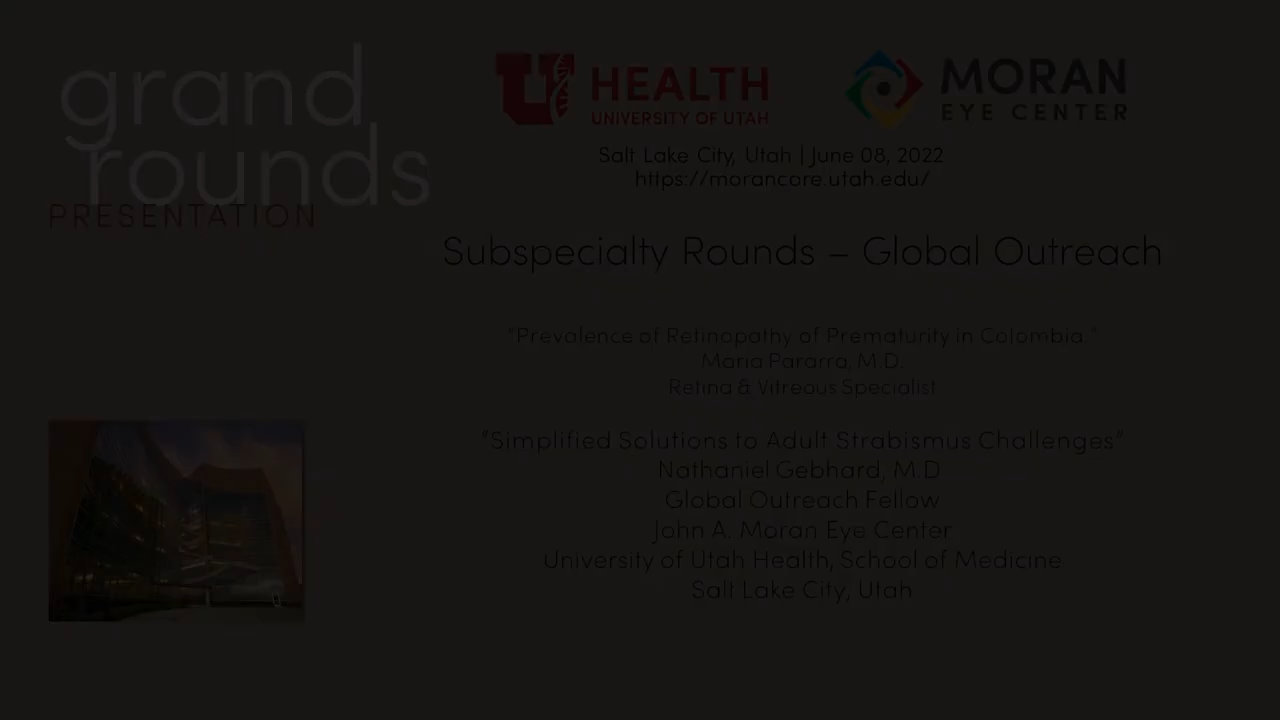 grand
rounds
PRESENTATION
U HEALTH
UNIVERSITY OF UTAH
MORAN
EYE CENTER
Salt Lake City, Utah | June 08, 2022
https://morancore.utah.edu/
Subspecialty Rounds – Global Outreach
"Prevalence of Retinopathy of Prematurity in Colombia."
Maria Pararra, M.D.
Retina & Vitreous Specialist
"Simplified Solutions to Adult Strabismus Challenges"
Nathaniel Gebhard, M.D
Global Outreach Fellow
John A. Moran Eye Center
University of Utah Health, School of Medicine
Salt Lake City, Utah